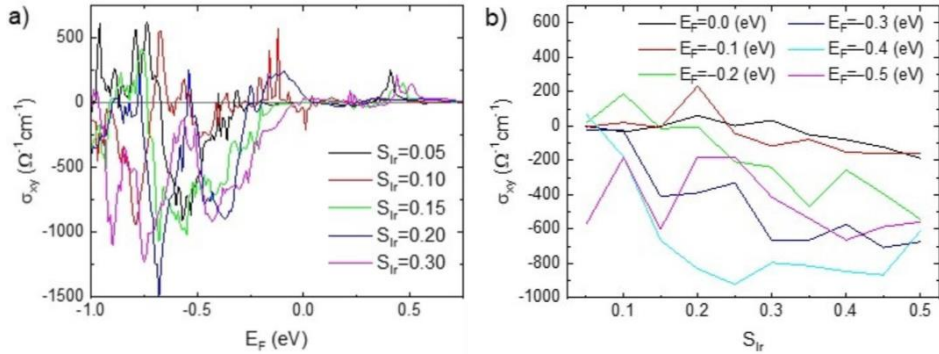 a)
500
0
-500
-1000
-1500
σxy (Ω⁻¹cm⁻¹)
SIr=0.05
SIr=0.10
SIr=0.15
SIr=0.20
SIr=0.30
-1.0 -0.5 0.0 0.5
EF (eV)
b)
600
400
200
0
-200
-400
-600
-800
-1000
σxy (Ω⁻¹cm⁻¹)
EF=0.0 (eV) EF=–0.3 (eV)
EF=–0.1 (eV) EF=–0.4 (eV)
EF=–0.2 (eV) EF=–0.5 (eV)
0.1 0.2 0.3 0.4 0.5
SIr